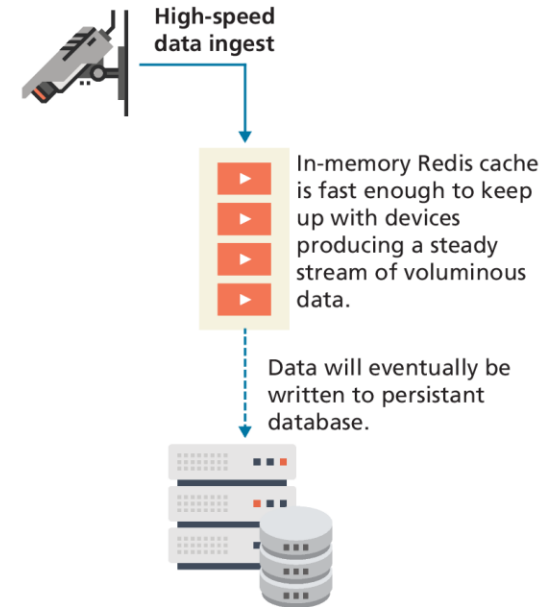 High-speed
data ingest
In-memory Redis cache
is fast enough to keep
up with devices
producing a steady
stream of voluminous
data.
Data will eventually be
written to persistant
database.